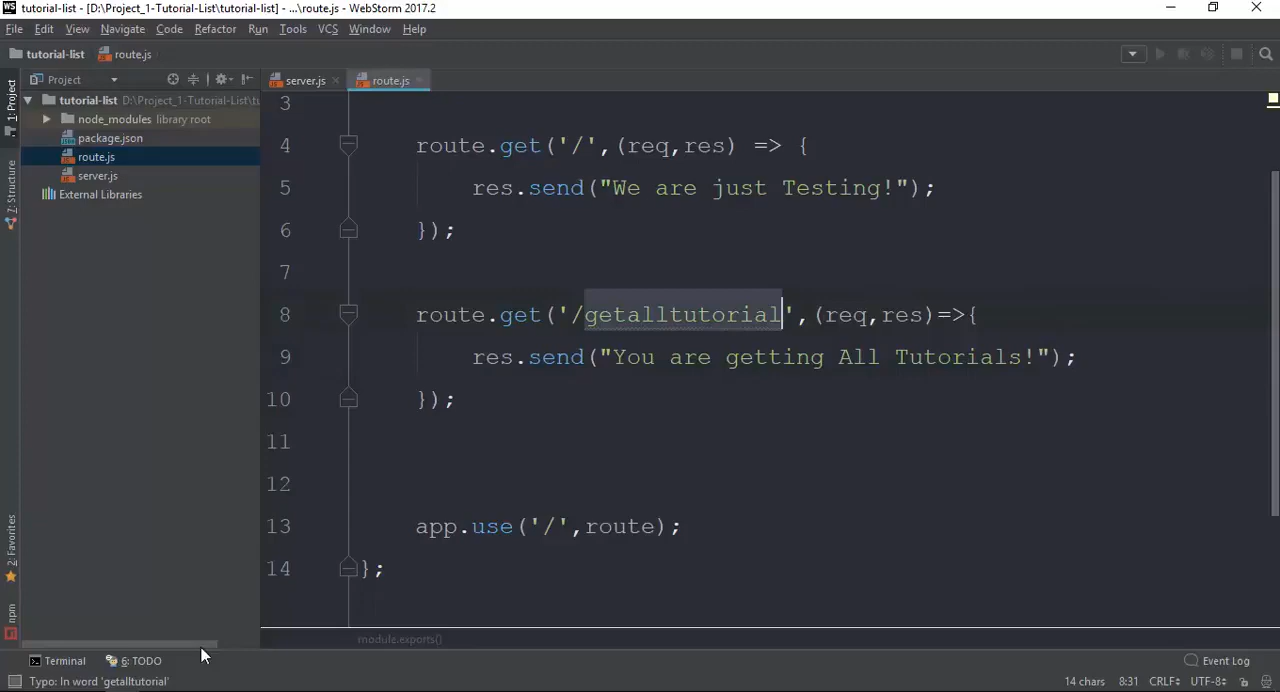 WS tutorial-list - [D:\Project_1-Tutorial-List\tutorial-list] - ...\route.js - WebStorm 2017.2
File Edit View Navigate Code Refactor Run Tools VCS Window Help
tutorial-list route.js
1: Project
Z: Structure
2: Favorites
npm
Project
tutorial-list D:\Project_1-Tutorial-List\tu
node_modules library root
package.json
route.js
server.js
External Libraries
server.js route.js
3
4 route.get('/',(req,res) => {
5 res.send("We are just Testing!");
6 });
7
8 route.get('/getalltutorial',(req,res)=>{
9 res.send("You are getting All Tutorials!");
10 });
11
12
13 app.use('/',route);
14 };
module.exports()
Terminal 6: TODO Event Log
Typo: In word 'getalltutorial' 14 chars 8:31 CRLF UTF-8